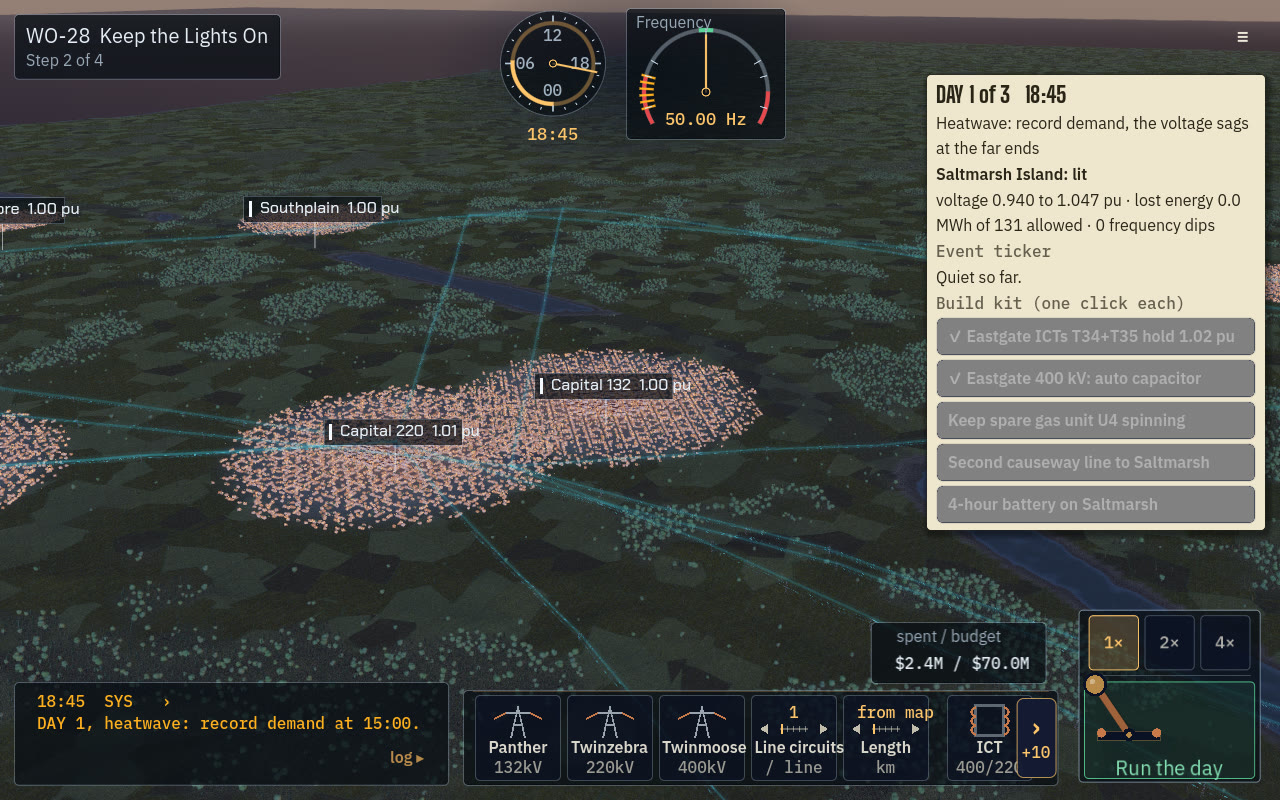 WO-28 Keep the Lights On
Step 2 of 4
12
06
18
00
18:45
Frequency
50.00 Hz
≡
DAY 1 of 3 18:45
Heatwave: record demand, the voltage sags
at the far ends
Saltmarsh Island: lit
voltage 0.940 to 1.047 pu · lost energy 0.0
MWh of 131 allowed · 0 frequency dips
Event ticker
Quiet so far.
Build kit (one click each)
✓ Eastgate ICTs T34+T35 hold 1.02 pu
✓ Eastgate 400 kV: auto capacitor
Keep spare gas unit U4 spinning
Second causeway line to Saltmarsh
4-hour battery on Saltmarsh
ore 1.00 pu
Southplain 1.00 pu
Capital 132 1.00 pu
Capital 220 1.01 pu
spent / budget
$2.4M / $70.0M
1×
2×
4×
Run the day
18:45 SYS ›
DAY 1, heatwave: record demand at 15:00.
log ▸
Panther
132kV
Twinzebra
220kV
Twinmoose
400kV
1
Line circuits
/ line
from map
Length
km
ICT
400/220
›
+10